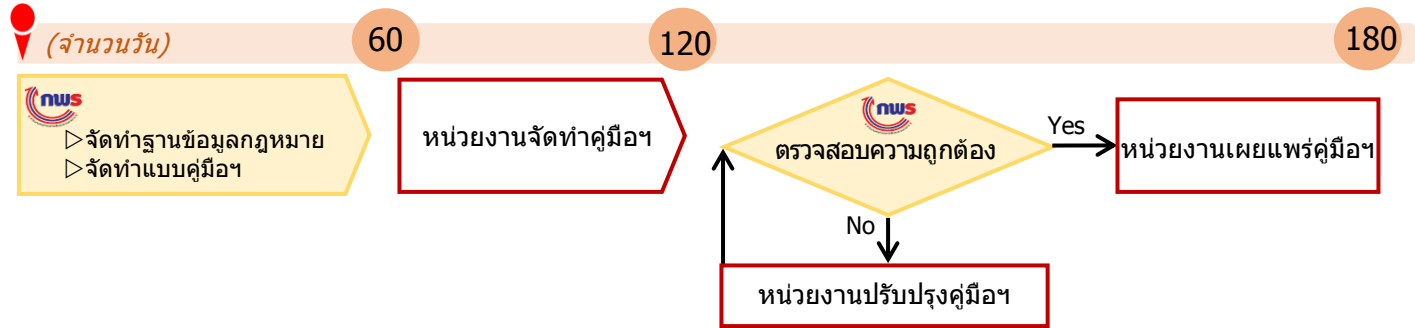 (จำนวนวัน)
60
120
180
กพร
▷จัดทำฐานข้อมูลกฎหมาย
▷จัดทำแบบคู่มือฯ
หน่วยงานจัดทำคู่มือฯ
กพร
ตรวจสอบความถูกต้อง
Yes
หน่วยงานเผยแพร่คู่มือฯ
No
หน่วยงานปรับปรุงคู่มือฯ